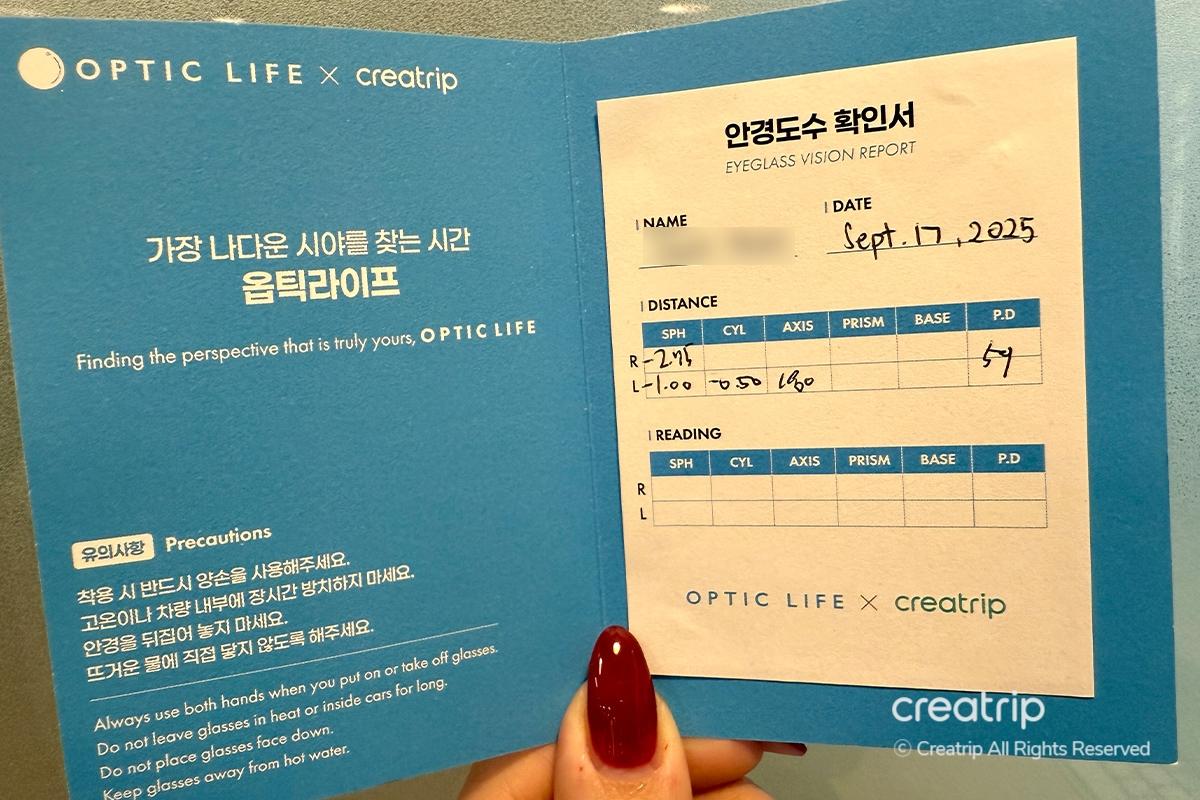 OPTIC LIFE × creatrip
가장 나다운 시야를 찾는 시간
옵틱라이프
Finding the perspective that is truly yours, OPTIC LIFE
유의사항 Precautions
착용 시 반드시 양손을 사용해주세요.
고온이나 차량 내부에 장시간 방치하지 마세요.
안경을 뒤집어 놓지 마세요.
뜨거운 물에 직접 닿지 않도록 해주세요.
Always use both hands when you put on or take off glasses.
Do not leave glasses in heat or inside cars for long.
Do not place glasses face down.
Keep glasses away from hot water.
안경도수 확인서
EYEGLASS VISION REPORT
NAME DATE
Sept. 17, 2025
DISTANCE
SPH CYL AXIS PRISM BASE P.D
R -2.75 59
L -1.00 -0.50 180
READING
SPH CYL AXIS PRISM BASE P.D
R
L
OPTIC LIFE × creatrip
creatrip
© Creatrip All Rights Reserved